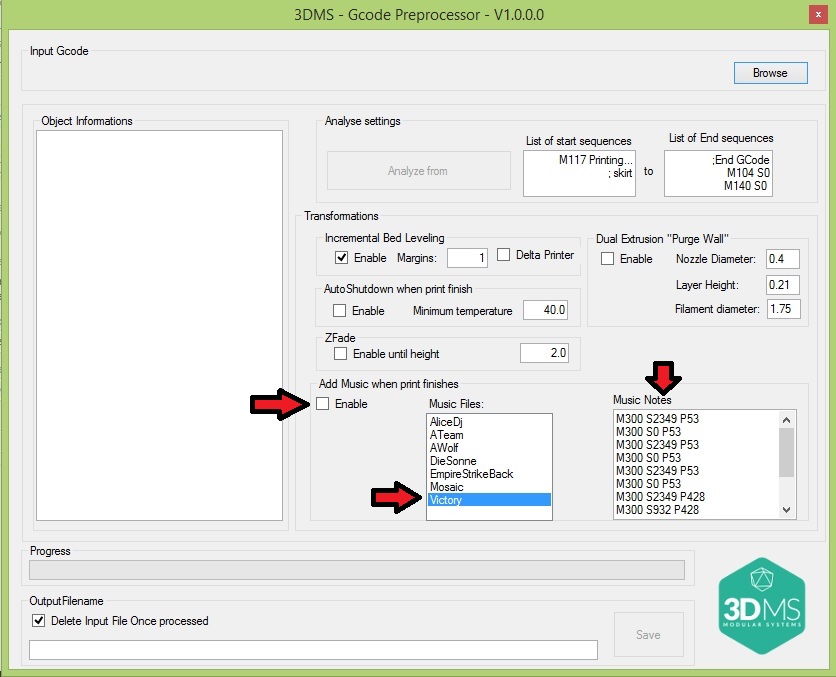 3DMS - Gcode Preprocessor - V1.0.0.0
x
Input Gcode
Browse
Object Informations
Analyse settings
Analyze from
List of start sequences
M117 Printing...
; skirt
to
List of End sequences
;End GCode
M104 S0
M140 S0
Transformations
Incremental Bed Leveling
Enable
Margins:
1
Delta Printer
AutoShutdown when print finish
Enable
Minimum temperature
40.0
ZFade
Enable until height
2.0
Dual Extrusion "Purge Wall"
Enable
Nozzle Diameter:
0.4
Layer Height:
0.21
Filament diameter:
1.75
Add Music when print finishes
Enable
Music Files:
AliceDj
ATeam
AWolf
DieSonne
EmpireStrikeBack
Mosaic
Victory
Music Notes
M300 S2349 P53
M300 S0 P53
M300 S2349 P53
M300 S0 P53
M300 S2349 P53
M300 S0 P53
M300 S2349 P428
M300 S932 P428
Progress
OutputFilename
Delete Input File Once processed
Save
3DMS
MODULAR SYSTEMS